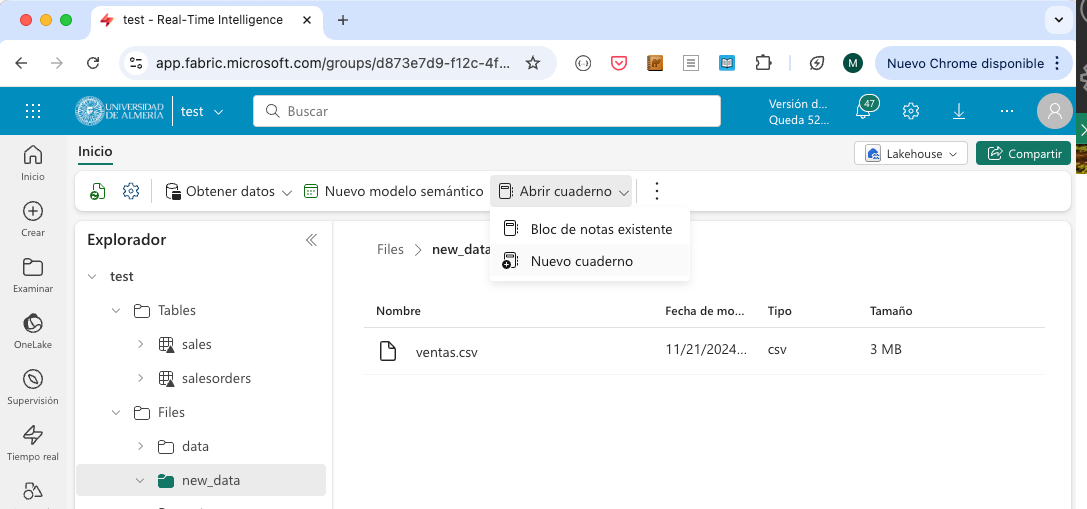 test - Real-Time Intelligence
app.fabric.microsoft.com/groups/d873e7d9-f12c-4f...
M
Nuevo Chrome disponible
UNIVERSIDAD
DE ALMERÍA
test
Buscar
Versión d...
Queda 52...
47
Inicio
Lakehouse
Compartir
Obtener datos
Nuevo modelo semántico
Abrir cuaderno
Bloc de notas existente
Nuevo cuaderno
Inicio
Crear
Examinar
OneLake
Supervisión
Tiempo real
Explorador
test
Tables
sales
salesorders
Files
data
new_data
Files
new_data
Nombre
Fecha de mo...
Tipo
Tamaño
ventas.csv
11/21/2024...
csv
3 MB